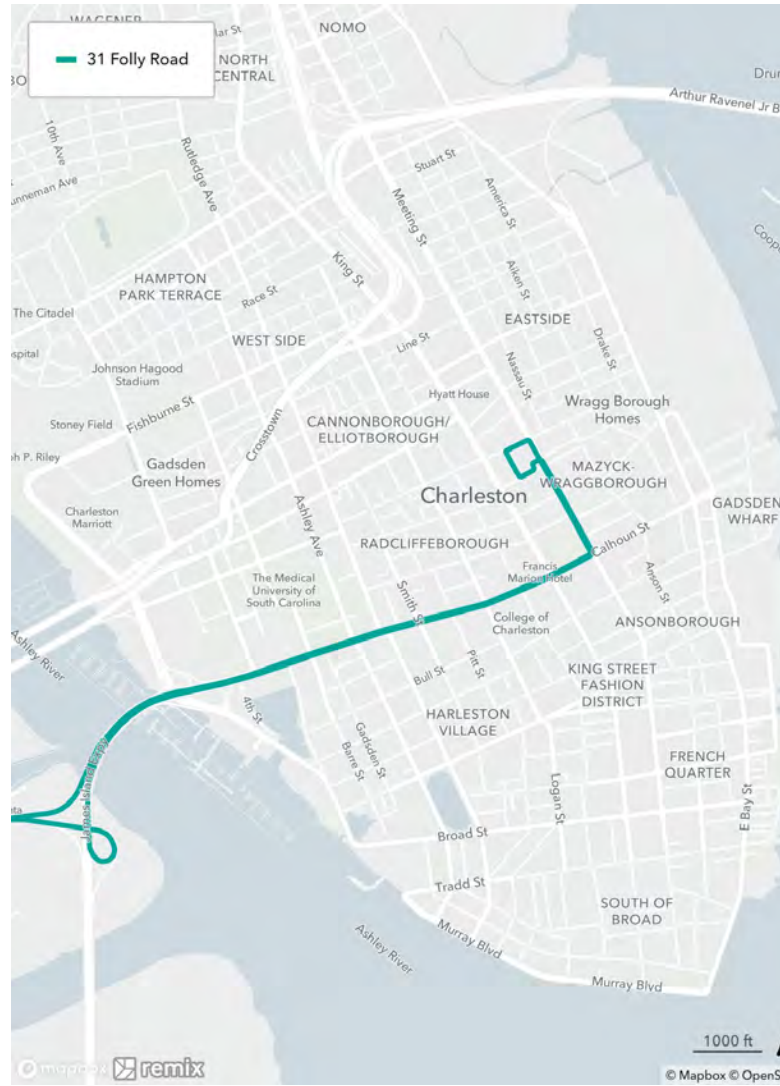 WAGENER
31 Folly Road
NOMO
NORTH
CENTRAL
Arthur Ravenel Jr B
10th Ave
Rutledge Ave
Stuart St
America St
Meeting St
King St
HAMPTON
PARK TERRACE
Race St
Aiken St
The Citadel
EASTSIDE
WEST SIDE
Line St
Drake St
Johnson Hagood
Stadium
Nassau St
Hyatt House
Wragg Borough
Homes
Stoney Field
Fishburne St
Crosstown
CANNONBOROUGH/
ELLIOTBOROUGH
ph P. Riley
Gadsden
Green Homes
MAZYCK-
WRAGGBOROUGH
Charleston
GADSDEN
WHARF
Charleston
Marriott
Ashley Ave
RADCLIFFEBOROUGH
Calhoun St
Francis
Marion Hotel
Anson St
The Medical
University of
South Carolina
Smith St
College of
Charleston
ANSONBOROUGH
Ashley River
Pitt St
Bull St
KING STREET
FASHION
DISTRICT
4th St
HARLESTON
VILLAGE
Gadsden St
Barre St
FRENCH
QUARTER
Logan St
E Bay St
James Island Expy
Broad St
Tradd St
SOUTH OF
BROAD
Murray Blvd
Ashley River
Murray Blvd
1000 ft
mapbox remix
© Mapbox © OpenS